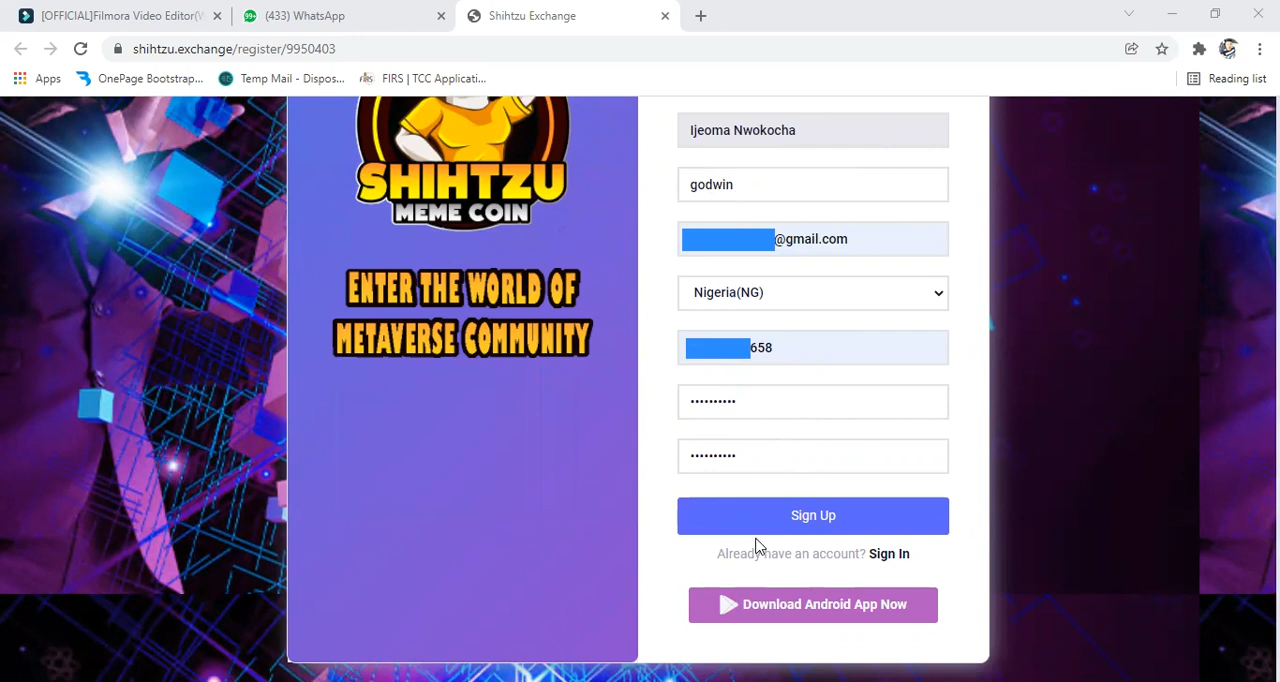 [OFFICIAL]Filmora Video Editor(W
(433) WhatsApp
Shihtzu Exchange
shihtzu.exchange/register/9950403
Apps
OnePage Bootstrap...
Temp Mail - Dispos...
FIRS | TCC Applicati...
Reading list
SHIHTZU
MEME COIN
ENTER THE WORLD OF
METAVERSE COMMUNITY
Ijeoma Nwokocha
godwin
@gmail.com
Nigeria(NG)
658
••••••••••
••••••••••
Sign Up
Already have an account? Sign In
Download Android App Now